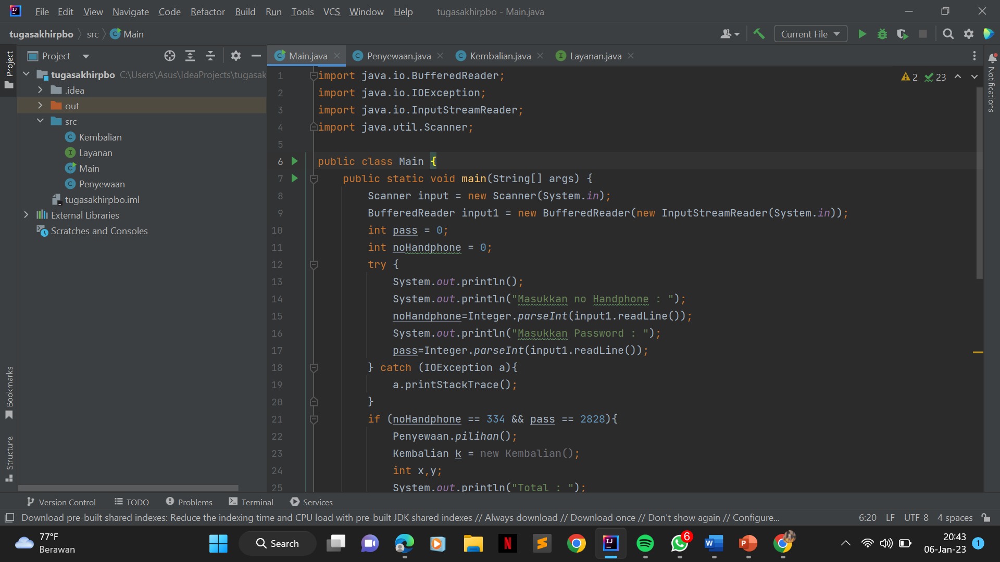 File Edit View Navigate Code Refactor Build Run Tools VCS Window Help tugasakhirpbo - Main.java
tugasakhirpbo src Main
Current File
Project
Project
Main.java Penyewaan.java Kembalian.java Layanan.java
tugasakhirpbo C:\Users\Asus\IdeaProjects\tugasak
.idea
out
src
Kembalian
Layanan
Main
Penyewaan
tugasakhirpbo.iml
External Libraries
Scratches and Consoles
Bookmarks
Structure
2 23
Notifications
1 import java.io.BufferedReader;
2 import java.io.IOException;
3 import java.io.InputStreamReader;
4 import java.util.Scanner;
5
6 public class Main {
7 public static void main(String[] args) {
8 Scanner input = new Scanner(System.in);
9 BufferedReader input1 = new BufferedReader(new InputStreamReader(System.in));
10 int pass = 0;
11 int noHandphone = 0;
12 try {
13 System.out.println();
14 System.out.println("Masukkan no Handphone : ");
15 noHandphone=Integer.parseInt(input1.readLine());
16 System.out.println("Masukkan Password : ");
17 pass=Integer.parseInt(input1.readLine());
18 } catch (IOException a){
19 a.printStackTrace();
20 }
21 if (noHandphone == 334 && pass == 2828){
22 Penyewaan.pilihan();
23 Kembalian k = new Kembalian();
24 int x,y;
25 System.out.println("Total : ");
Version Control TODO Problems Terminal Services
Download pre-built shared indexes: Reduce the indexing time and CPU load with pre-built JDK shared indexes // Always download // Download once // Don't show again // Configure...
6:20 LF UTF-8 4 spaces
77°F
Berawan
Search
6
20:43
06-Jan-23
1